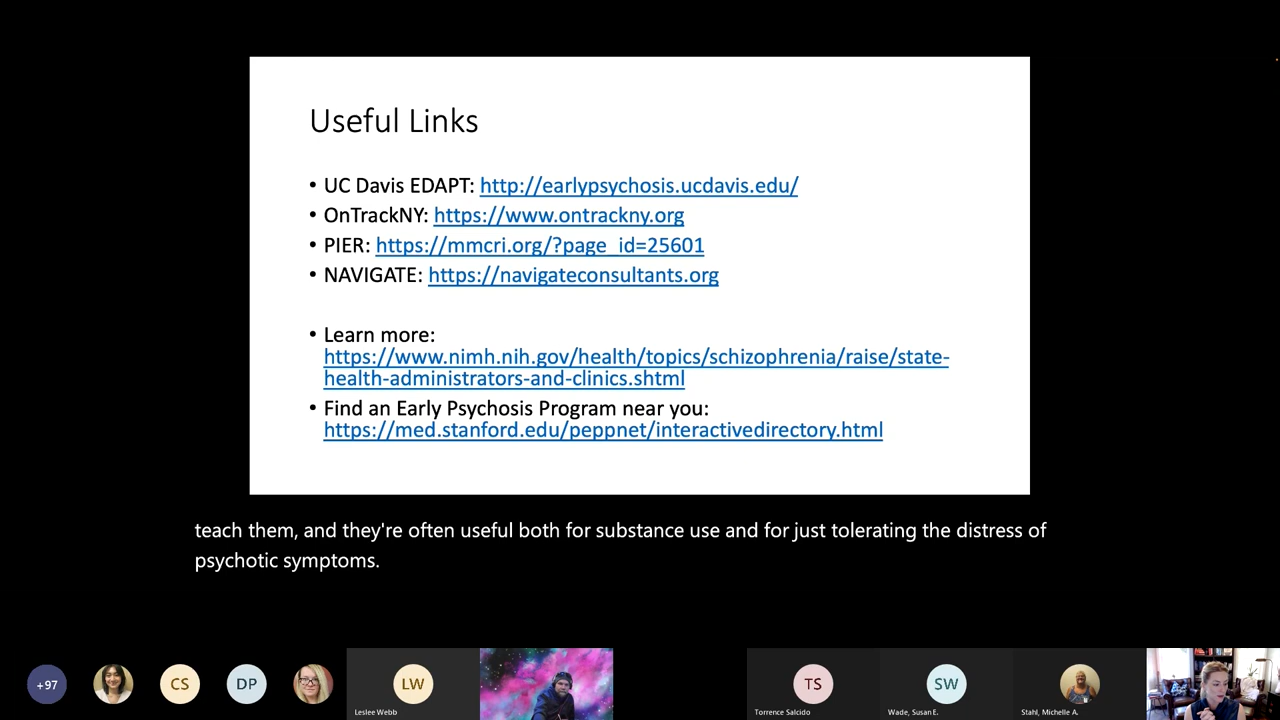 Useful Links
• UC Davis EDAPT: http://earlypsychosis.ucdavis.edu/
• OnTrackNY: https://www.ontrackny.org
• PIER: https://mmcri.org/?page_id=25601
• NAVIGATE: https://navigateconsultants.org
• Learn more:
https://www.nimh.nih.gov/health/topics/schizophrenia/raise/state-
health-administrators-and-clinics.shtml
• Find an Early Psychosis Program near you:
https://med.stanford.edu/peppnet/interactivedirectory.html
teach them, and they're often useful both for substance use and for just tolerating the distress of
psychotic symptoms.
+97
CS
DP
LW
Leslee Webb
TS
Torrence Salcido
SW
Wade, Susan E.
Stahl, Michelle A.